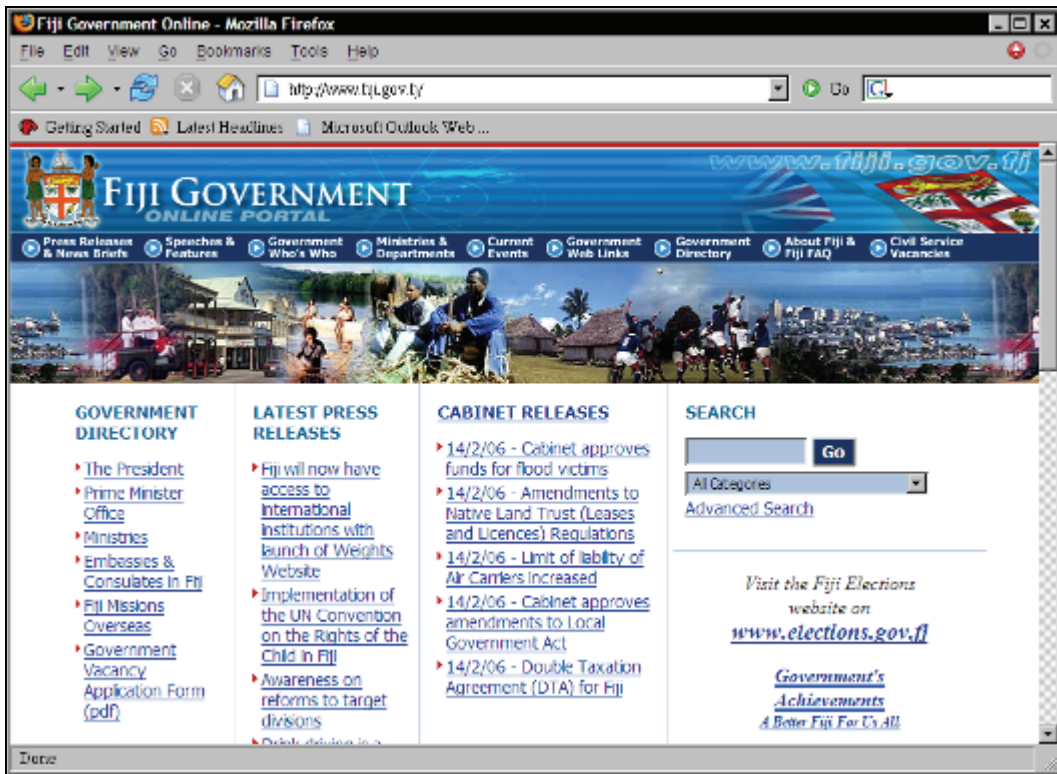 Fiji Government Online - Mozilla Firefox
File Edit View Go Bookmarks Tools Help
http://www.fiji.gov.fj/
Go
Getting Started Latest Headlines Microsoft Outlook Web ...
www.fiji.gov.fj
FIJI GOVERNMENT
ONLINE PORTAL
Press Releases & News Briefs
Speeches & Features
Government Who's Who
Ministries & Departments
Current Events
Government Web Links
Government Directory
About Fiji & Fiji FAQ
Civil Service Vacancies
GOVERNMENT
DIRECTORY
The President
Prime Minister
Office
Ministries
Embassies &
Consulates in Fiji
Fiji Missions
Overseas
Government
Vacancy
Application Form
(pdf)
LATEST PRESS
RELEASES
Fiji will now have
access to
international
institutions with
launch of Weights
Website
Implementation of
the UN Convention
on the Rights of the
Child in Fiji
Awareness on
reforms to target
divisions
Drink driving is a
CABINET RELEASES
14/2/06 - Cabinet approves
funds for flood victims
14/2/06 - Amendments to
Native Land Trust (Leases
and Licences) Regulations
14/2/06 - Limit of liability of
Air Carriers increased
14/2/06 - Cabinet approves
amendments to Local
Government Act
14/2/06 - Double Taxation
Agreement (DTA) for Fiji
SEARCH
Go
All Categories
Advanced Search
Visit the Fiji Elections
website on
www.elections.gov.fj
Government's
Achievements
A Better Fiji For Us All
Done